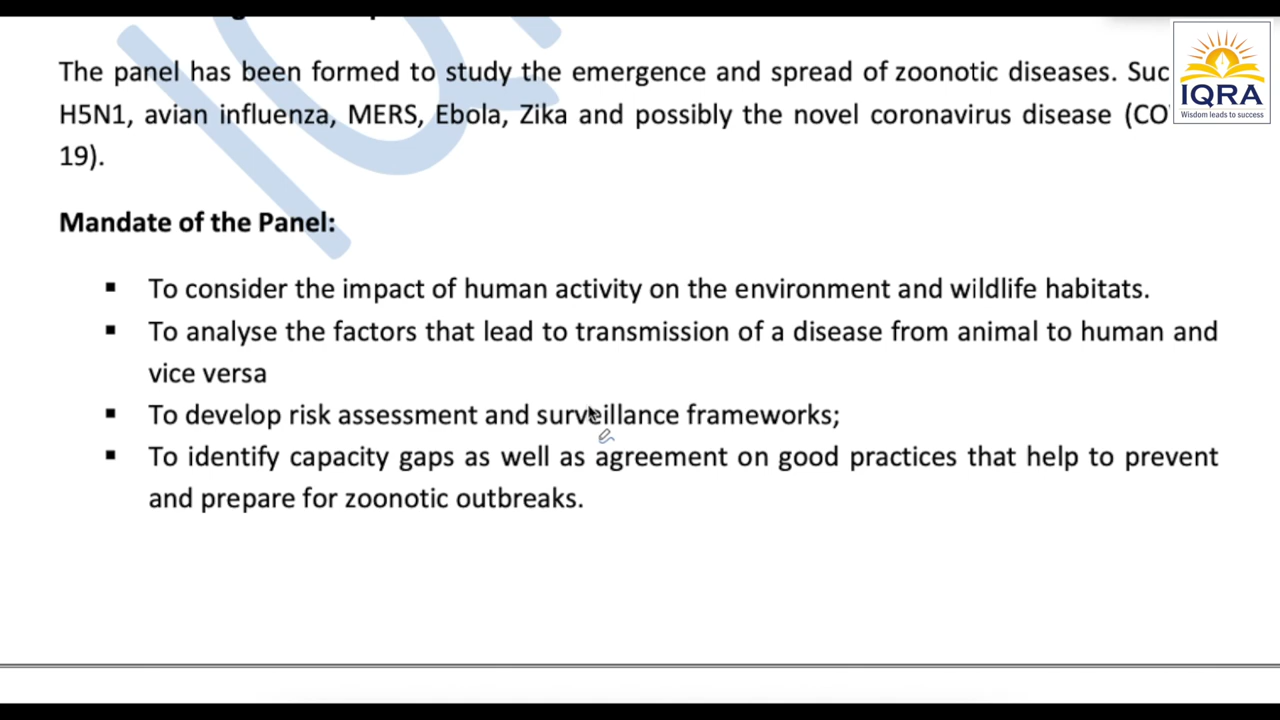 The panel has been formed to study the emergence and spread of zoonotic diseases. Suc
H5N1, avian influenza, MERS, Ebola, Zika and possibly the novel coronavirus disease (CO
19).
IQRA
Wisdom leads to success
Mandate of the Panel:
▪ To consider the impact of human activity on the environment and wildlife habitats.
▪ To analyse the factors that lead to transmission of a disease from animal to human and
vice versa
▪ To develop risk assessment and surveillance frameworks;
▪ To identify capacity gaps as well as agreement on good practices that help to prevent
and prepare for zoonotic outbreaks.